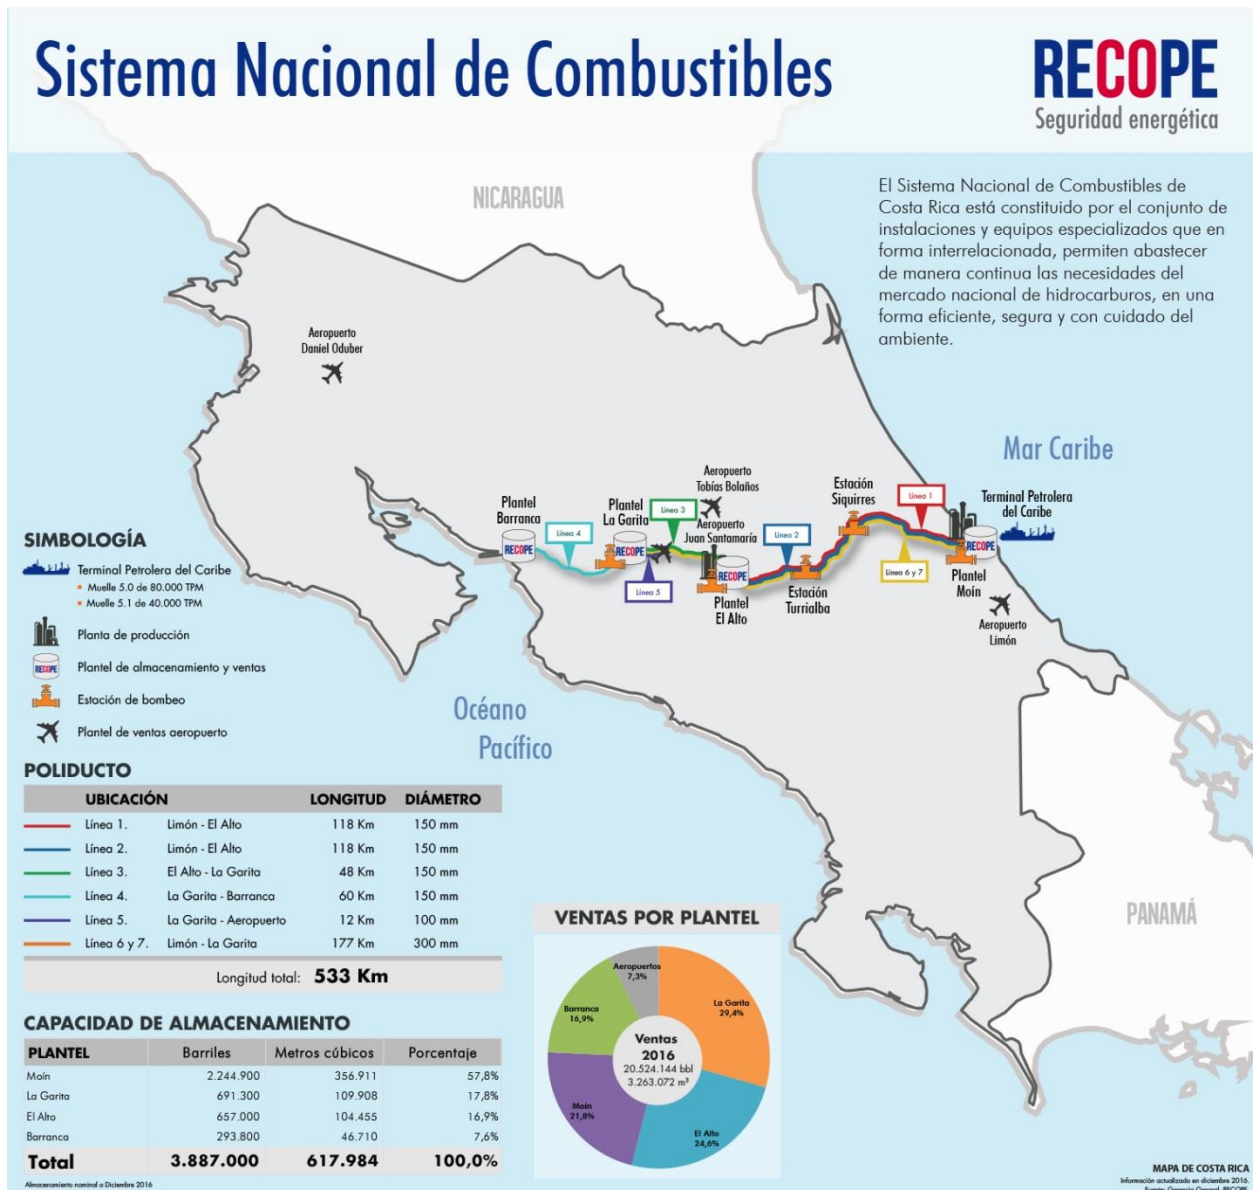 Sistema Nacional de Combustibles
RECOPE
Seguridad energética
El Sistema Nacional de Combustibles de
Costa Rica está constituido por el conjunto de
instalaciones y equipos especializados que en
forma interrelacionada, permiten abastecer
de manera continua las necesidades del
mercado nacional de hidrocarburos, en una
forma eficiente, segura y con cuidado del
ambiente.
NICARAGUA
Aeropuerto
Daniel Oduber
Mar Caribe
Aeropuerto
Tobías Bolaños
Estación
Siquirres
Línea 1
Terminal Petrolera
del Caribe
Plantel
Barranca
Plantel
La Garita
Línea 3
Aeropuerto
Juan Santamaría
Línea 4
Línea 2
RECOPE
RECOPE
RECOPE
RECOPE
Línea 5
Línea 6 y 7
Plantel
El Alto
Estación
Turrialba
Plantel
Moín
Aeropuerto
Limón
Océano
Pacífico
PANAMÁ
SIMBOLOGÍA
Terminal Petrolera del Caribe
Muelle 5.0 de 80.000 TPM
Muelle 5.1 de 40.000 TPM
Planta de producción
RECOPE
Plantel de almacenamiento y ventas
Estación de bombeo
Plantel de ventas aeropuerto
POLIDUCTO
UBICACIÓN LONGITUD DIÁMETRO
Línea 1. Limón - El Alto 118 Km 150 mm
Línea 2. Limón - El Alto 118 Km 150 mm
Línea 3. El Alto - La Garita 48 Km 150 mm
Línea 4. La Garita - Barranca 60 Km 150 mm
Línea 5. La Garita - Aeropuerto 12 Km 100 mm
Línea 6 y 7. Limón - La Garita 177 Km 300 mm
Longitud total: 533 Km
CAPACIDAD DE ALMACENAMIENTO
PLANTEL Barriles Metros cúbicos Porcentaje
Moín 2.244.900 356.911 57,8%
La Garita 691.300 109.908 17,8%
El Alto 657.000 104.455 16,9%
Barranca 293.800 46.710 7,6%
Total 3.887.000 617.984 100,0%
Almacenamiento nominal a Diciembre 2016
VENTAS POR PLANTEL
Aeropuertos
7,3%
La Garita
29,4%
Barranca
16,9%
Ventas
2016
20.524.144 bbl
3.263.072 m³
Moín
21,8%
El Alto
24,6%
MAPA DE COSTA RICA
Información actualizada en diciembre 2016.
Fuente: Gerencia General, RECOPE.